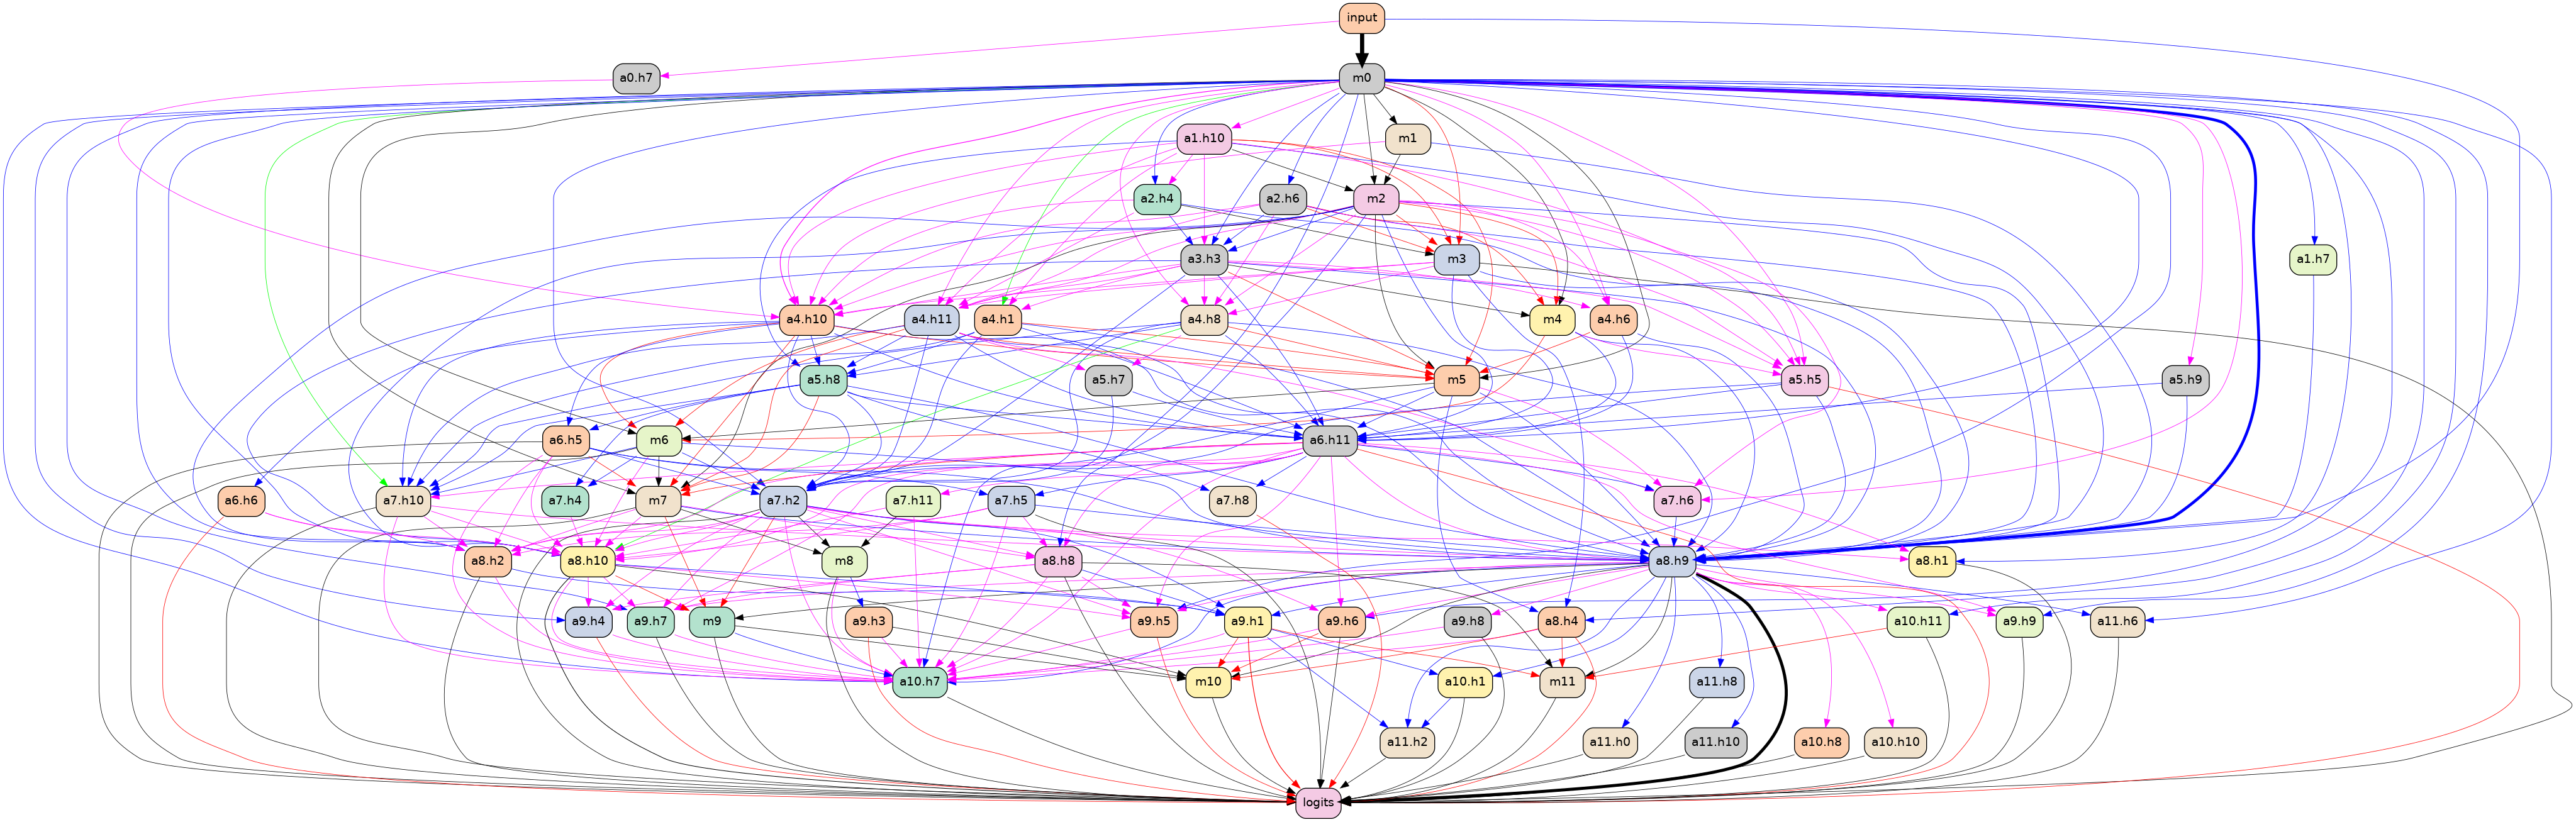 input
a0.h7 m0
a1.h10 m1
a2.h4 a2.h6 m2
a3.h3 m3 a1.h7
a4.h10 a4.h11 a4.h1 a4.h8 m4 a4.h6
a5.h8 a5.h7 m5 a5.h5 a5.h9
a6.h5 m6 a6.h11
a6.h6 a7.h10 a7.h4 m7 a7.h2 a7.h11 a7.h5 a7.h8 a7.h6
a8.h2 a8.h10 m8 a8.h8 a8.h9 a8.h1
a9.h4 a9.h7 m9 a9.h3 a9.h5 a9.h1 a9.h6 a9.h8 a8.h4 a10.h11 a9.h9 a11.h6
a10.h7 m10 a10.h1 m11 a11.h8
a11.h2 a11.h0 a11.h10 a10.h8 a10.h10
logits